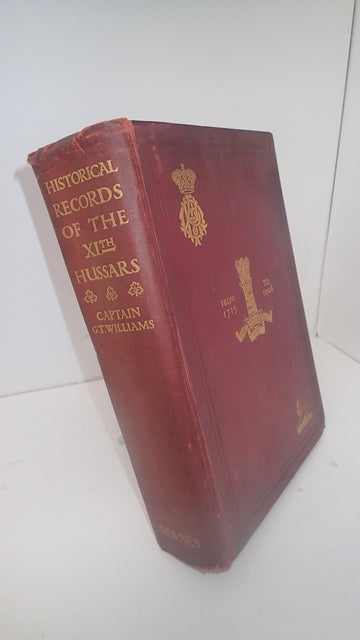 HISTORICAL
RECORDS
OF THE
XITH
HUSSARS
CAPTAIN
G.T. WILLIAMS
NEWNES
FROM
1715
TO